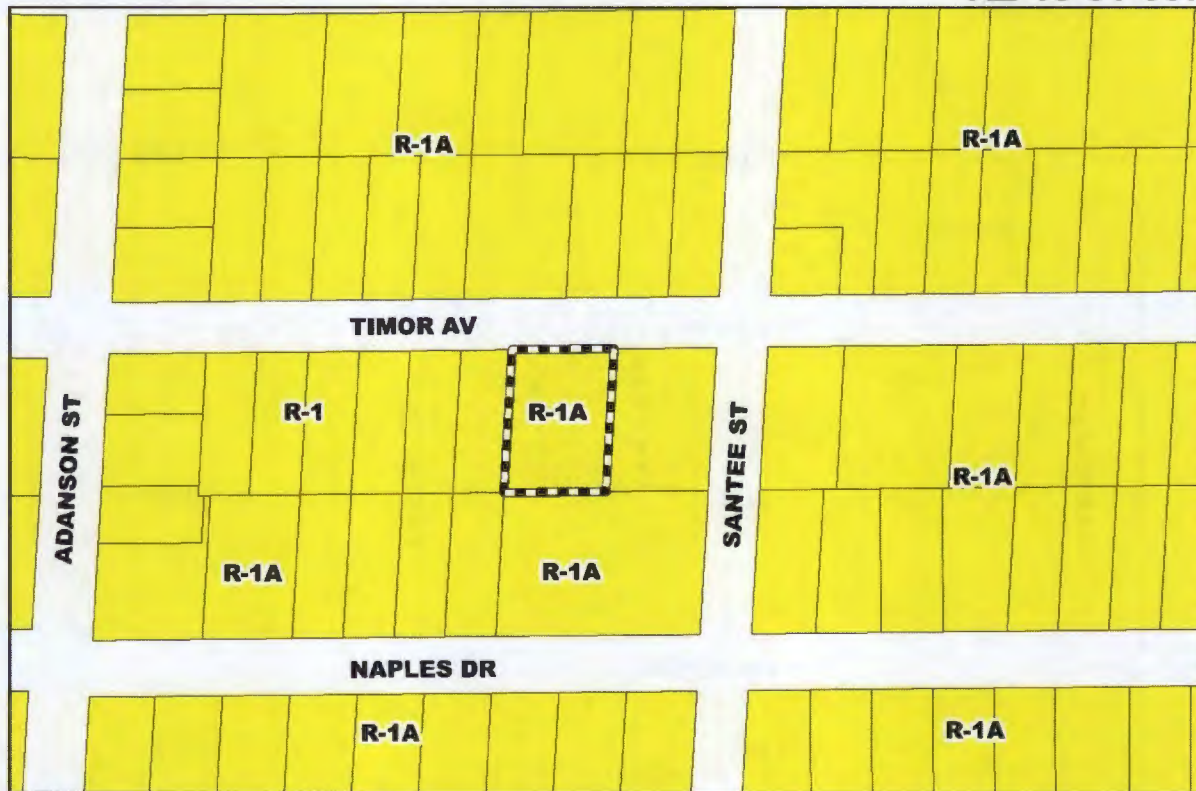 R-1A
R-1A
TIMOR AV
R-1
R-1A
ADANSON ST
SANTEE ST
R-1A
R-1A
R-1A
NAPLES DR
R-1A
R-1A